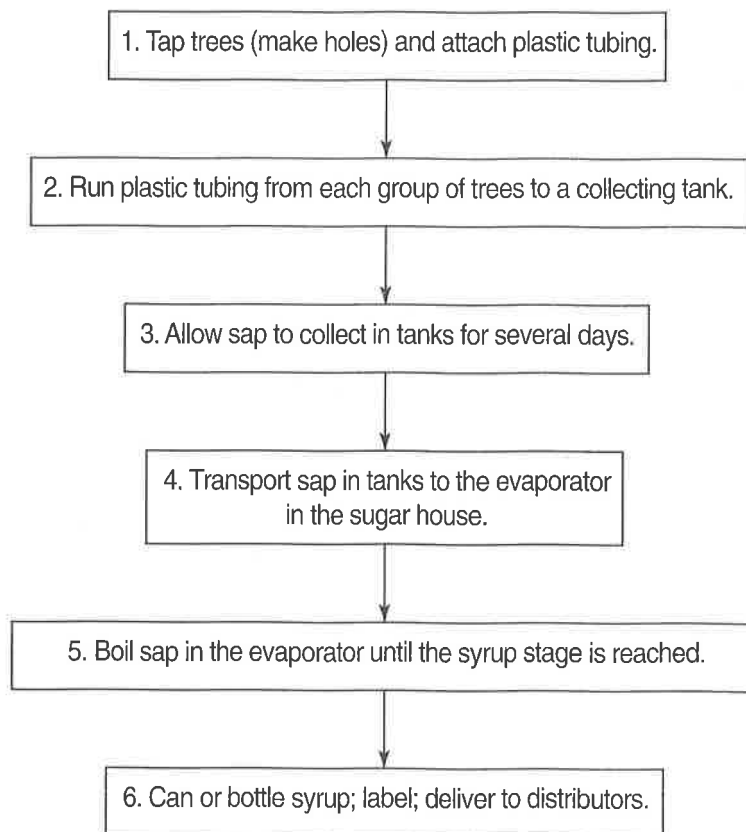 1. Tap trees (make holes) and attach plastic tubing.
2. Run plastic tubing from each group of trees to a collecting tank.
3. Allow sap to collect in tanks for several days.
4. Transport sap in tanks to the evaporator
in the sugar house.
5. Boil sap in the evaporator until the syrup stage is reached.
6. Can or bottle syrup; label; deliver to distributors.